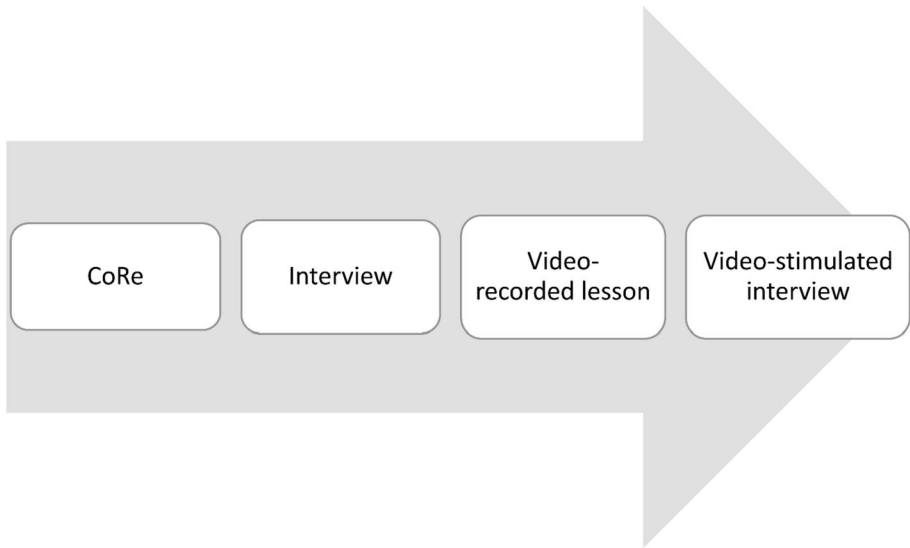 CoRe
Interview
Video-
recorded lesson
Video-stimulated
interview